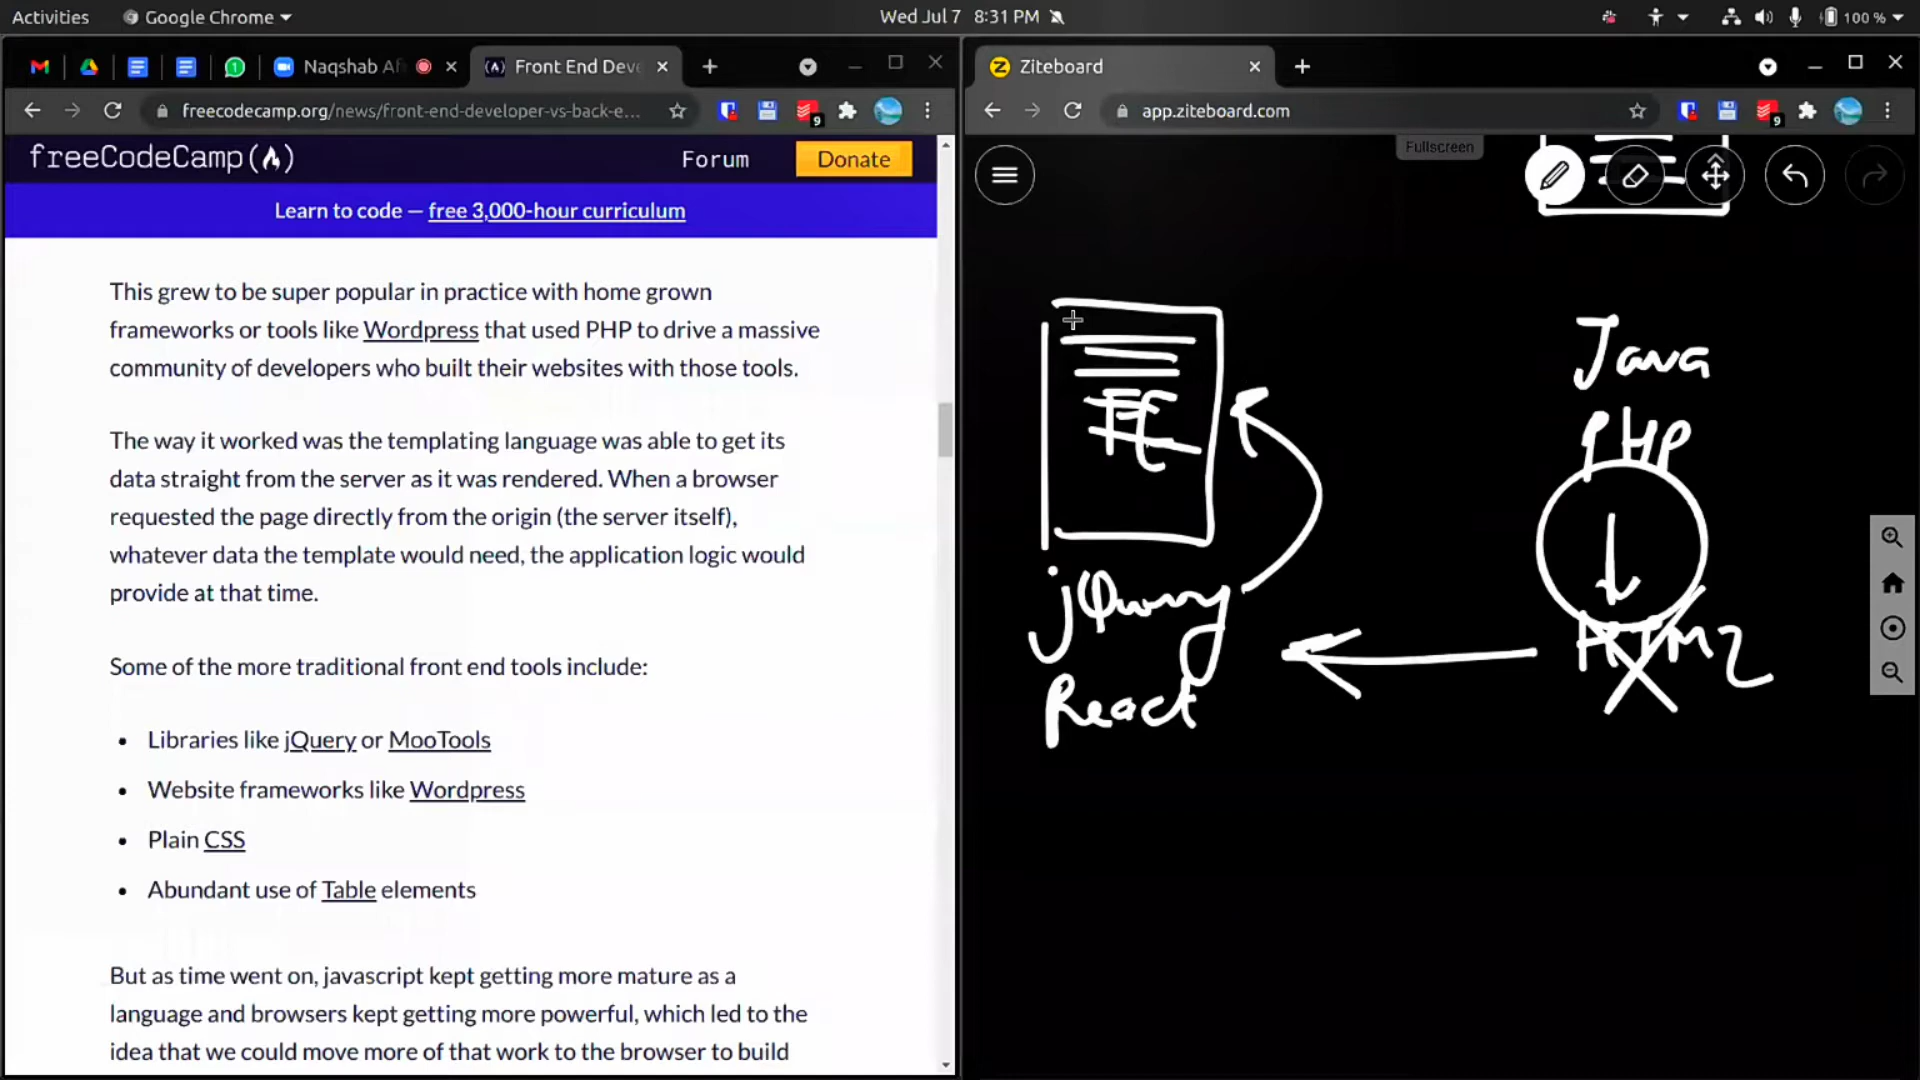 Activities
Google Chrome
Wed Jul 7 8:31 PM
100 %
Naqshab Af
Front End Deve
freecodecamp.org/news/front-end-developer-vs-back-e...
9
freeCodeCamp
Forum
Donate
Learn to code — free 3,000-hour curriculum
This grew to be super popular in practice with home grown
frameworks or tools like Wordpress that used PHP to drive a massive
community of developers who built their websites with those tools.
The way it worked was the templating language was able to get its
data straight from the server as it was rendered. When a browser
requested the page directly from the origin (the server itself),
whatever data the template would need, the application logic would
provide at that time.
Some of the more traditional front end tools include:
Libraries like jQuery or MooTools
Website frameworks like Wordpress
Plain CSS
Abundant use of Table elements
But as time went on, javascript kept getting more mature as a
language and browsers kept getting more powerful, which led to the
idea that we could move more of that work to the browser to build
Ziteboard
app.ziteboard.com
9
Fullscreen
Java
PHP
HTML
jQuery
React